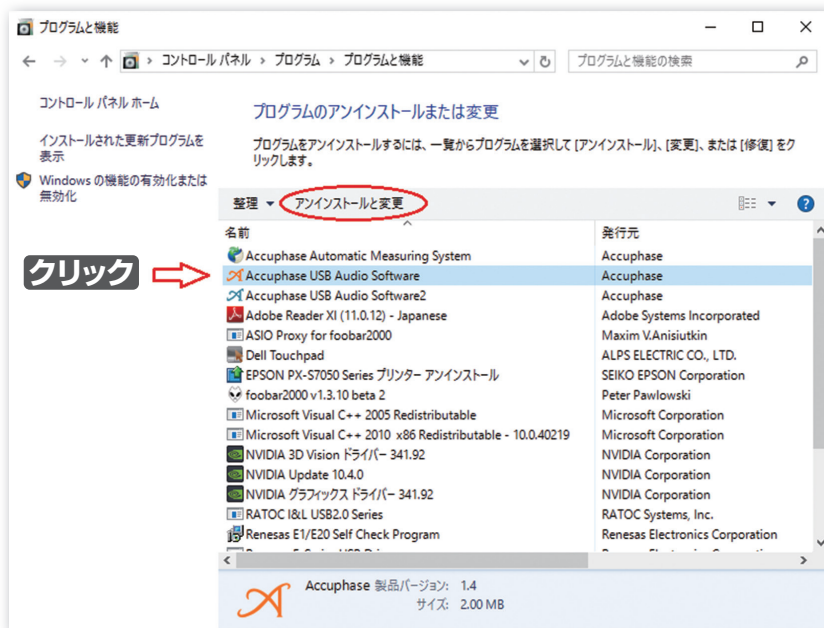 プログラムと機能
コントロール パネル › プログラム › プログラムと機能
プログラムと機能の検索
コントロール パネル ホーム
インストールされた更新プログラムを
表示
Windows の機能の有効化または
無効化
プログラムのアンインストールまたは変更
プログラムをアンインストールするには、一覧からプログラムを選択して [アンインストール]、[変更]、または [修復] をク
リックします。
整理 アンインストールと変更
名前 発行元
クリック
Accuphase Automatic Measuring System Accuphase
Accuphase USB Audio Software Accuphase
Accuphase USB Audio Software2 Accuphase
Adobe Reader XI (11.0.12) - Japanese Adobe Systems Incorporated
ASIO Proxy for foobar2000 Maxim V.Anisiutkin
Dell Touchpad ALPS ELECTRIC CO., LTD.
EPSON PX-S7050 Series プリンター アンインストール SEIKO EPSON Corporation
foobar2000 v1.3.10 beta 2 Peter Pawlowski
Microsoft Visual C++ 2005 Redistributable Microsoft Corporation
Microsoft Visual C++ 2010 x86 Redistributable - 10.0.40219 Microsoft Corporation
NVIDIA 3D Vision ドライバー 341.92 NVIDIA Corporation
NVIDIA Update 10.4.0 NVIDIA Corporation
NVIDIA グラフィックス ドライバー 341.92 NVIDIA Corporation
RATOC I&L USB2.0 Series RATOC Systems, Inc.
Renesas E1/E20 Self Check Program Renesas Electronics Corporation
Accuphase 製品バージョン: 1.4
サイズ: 2.00 MB